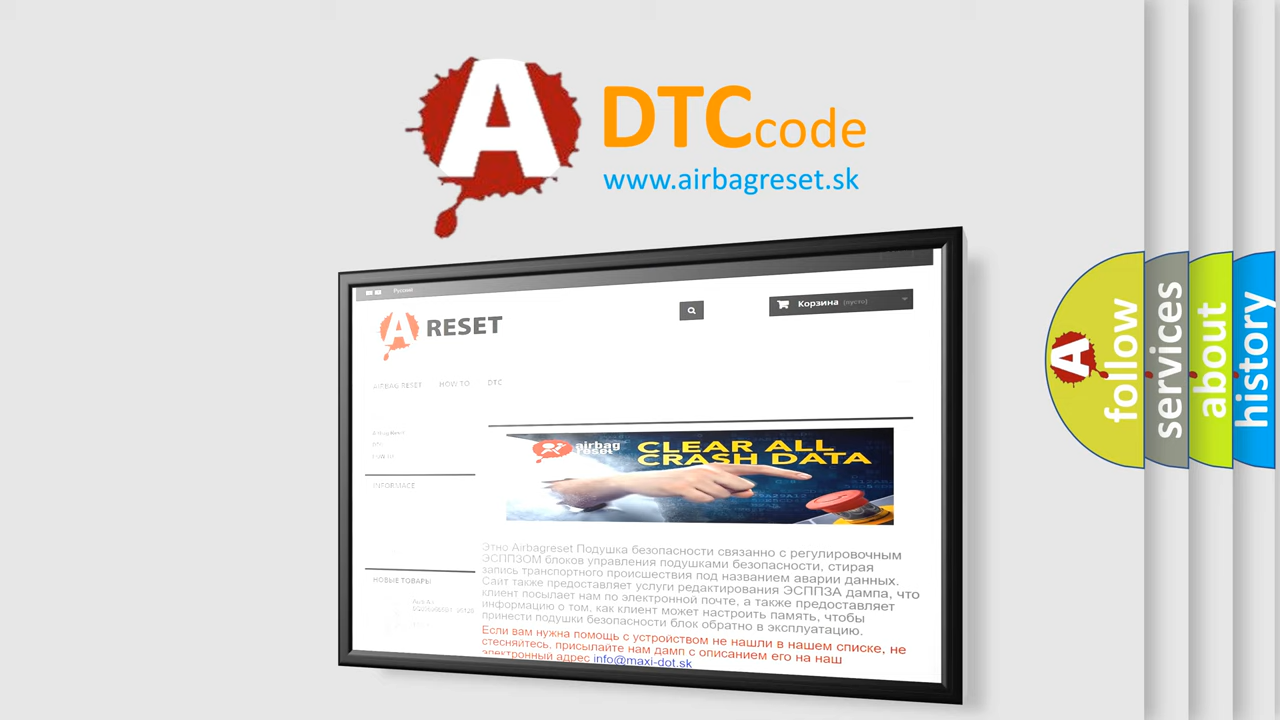 A DTCcode
www.airbagreset.sk
Русский
A RESET
Корзина (пусто)
AIRBAG RESET HOW TO DTC
DTC
INFORMACE
НОВЫЕ ТОВАРЫ
airbag
reset
CLEAR ALL
CRASH DATA
Этно Airbagreset Подушка безопасности связанно с регулировочным
ЭСППЗОМ блоков управления подушками безопасности, стирая
запись транспортного происшествия под названием аварии данных.
Сайт также предоставляет услуги редактирования ЭСППЗА дампа, что
клиент посылает нам по электронной почте, а также предоставляет
информацию о том, как клиент может настроить память, чтобы
принести подушки безопасности блок обратно в эксплуатацию.
Если вам нужна помощь с устройством не нашли в нашем списке, не
стесняйтесь, присылайте нам дамп с описанием его на наш
электронный адрес info@maxi-dot.sk
A
follow
services
about
history